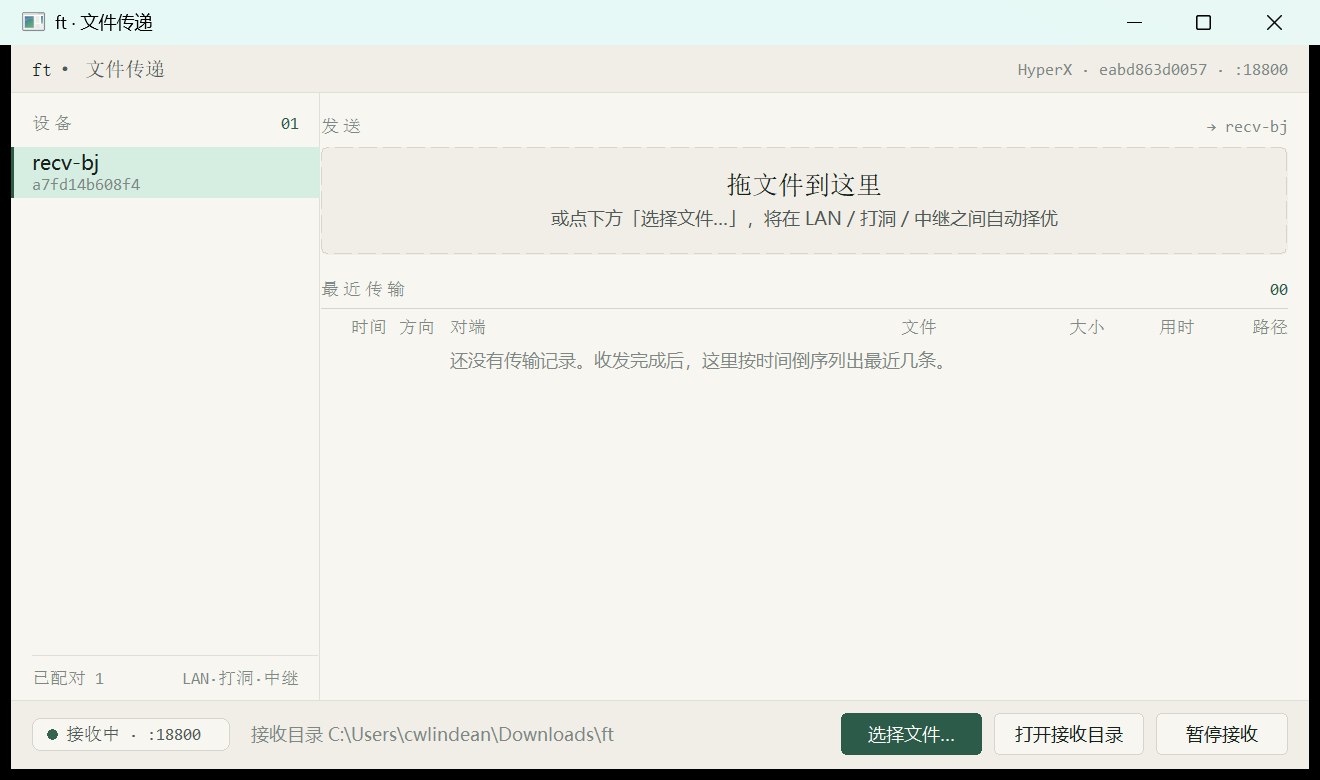 ft · 文件传递
ft • 文件传递
HyperX · eabd863d0057 · :18800
设备 01
recv-bj
a7fd14b608f4
已配对 1 LAN·打洞·中继
发送 → recv-bj
拖文件到这里
或点下方「选择文件…」，将在 LAN / 打洞 / 中继之间自动择优
最近传输 00
时间 方向 对端 文件 大小 用时 路径
还没有传输记录。收发完成后，这里按时间倒序列出最近几条。
接收中 · :18800 接收目录 C:\Users\cwlindean\Downloads\ft 选择文件… 打开接收目录 暂停接收